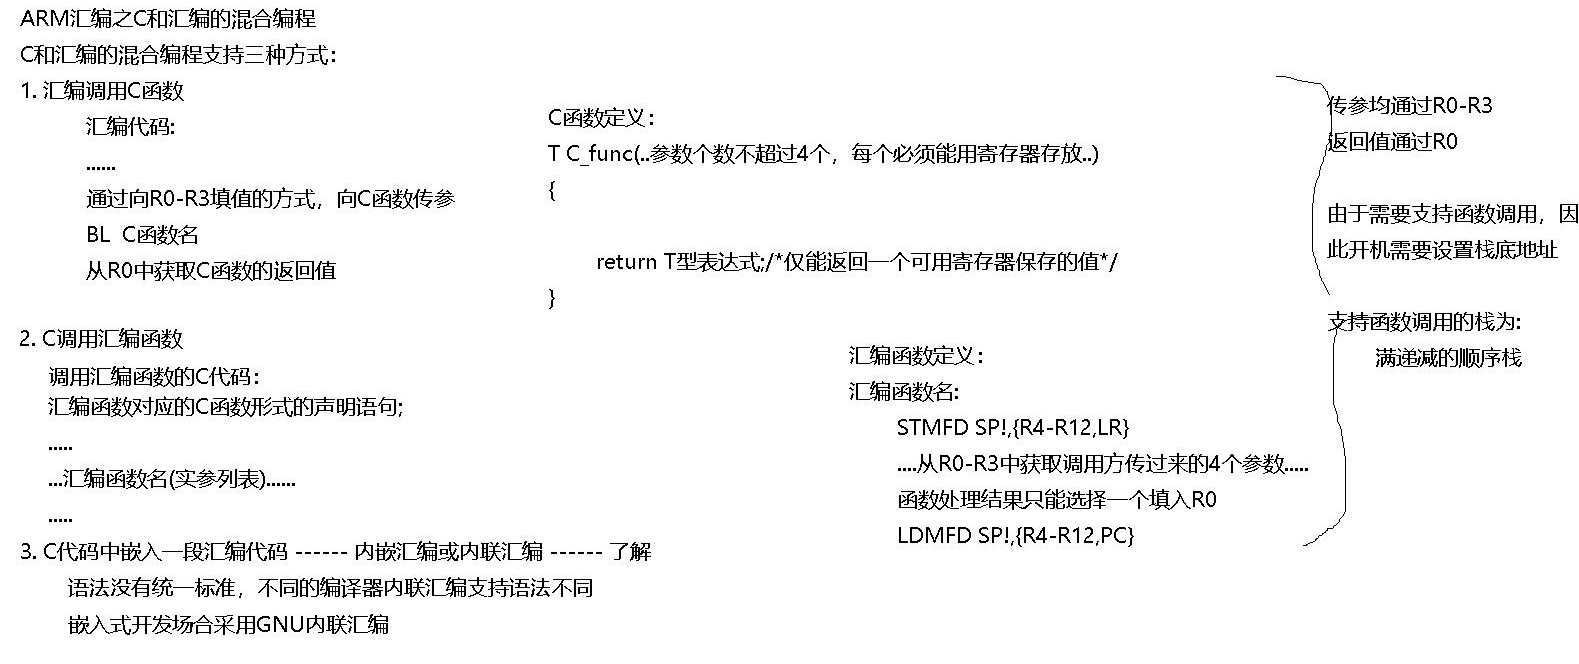 ARM汇编之C和汇编的混合编程
C和汇编的混合编程支持三种方式：
1. 汇编调用C函数
汇编代码:
......
通过向R0-R3填值的方式，向C函数传参
BL  C函数名
从R0中获取C函数的返回值
C函数定义：
T C_func(..参数个数不超过4个，每个必须能用寄存器存放..)
{
return T型表达式;/*仅能返回一个可用寄存器保存的值*/
}
传参均通过R0-R3
返回值通过R0
由于需要支持函数调用，因
此开机需要设置栈底地址
支持函数调用的栈为:
满递减的顺序栈
2. C调用汇编函数
调用汇编函数的C代码：
汇编函数对应的C函数形式的声明语句;
.....
...汇编函数名(实参列表)......
.....
汇编函数定义：
汇编函数名:
STMFD SP!,{R4-R12,LR}
....从R0-R3中获取调用方传过来的4个参数.....
函数处理结果只能选择一个填入R0
LDMFD SP!,{R4-R12,PC}
3. C代码中嵌入一段汇编代码 ------ 内嵌汇编或内联汇编 ------ 了解
语法没有统一标准，不同的编译器内联汇编支持语法不同
嵌入式开发场合采用GNU内联汇编